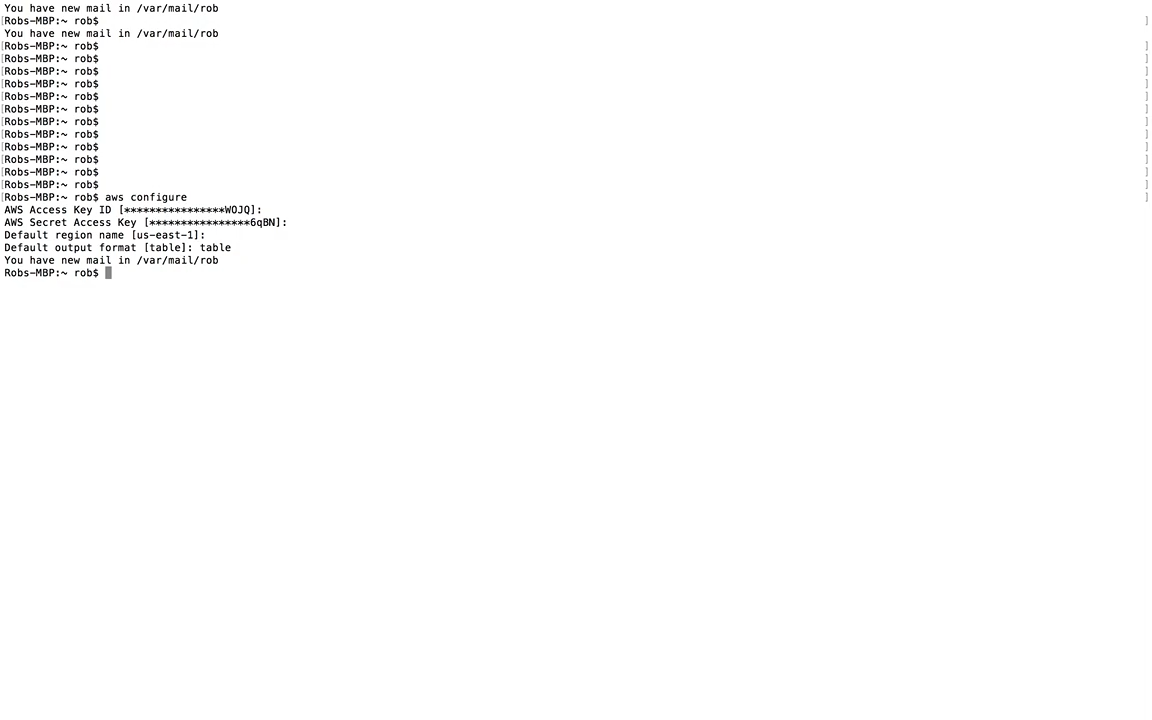 You have new mail in /var/mail/rob
[Robs-MBP:~ rob$ ]
You have new mail in /var/mail/rob
[Robs-MBP:~ rob$ ]
[Robs-MBP:~ rob$ ]
[Robs-MBP:~ rob$ ]
[Robs-MBP:~ rob$ ]
[Robs-MBP:~ rob$ ]
[Robs-MBP:~ rob$ ]
[Robs-MBP:~ rob$ ]
[Robs-MBP:~ rob$ ]
[Robs-MBP:~ rob$ ]
[Robs-MBP:~ rob$ ]
[Robs-MBP:~ rob$ ]
[Robs-MBP:~ rob$ ]
[Robs-MBP:~ rob$ aws configure ]
AWS Access Key ID [****************WOJQ]:
AWS Secret Access Key [****************6qBN]:
Default region name [us-east-1]:
Default output format [table]: table
You have new mail in /var/mail/rob
Robs-MBP:~ rob$